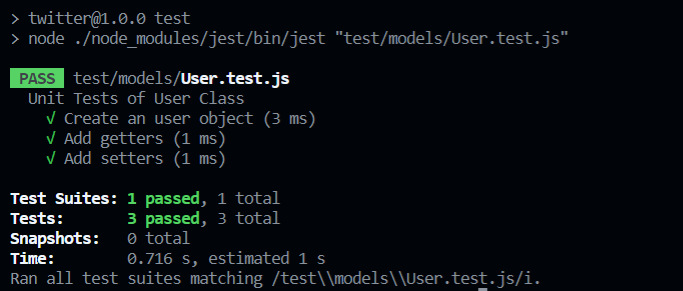 > twitter@1.0.0 test
> node ./node_modules/jest/bin/jest "test/models/User.test.js"
PASS test/models/User.test.js
Unit Tests of User Class
√ Create an user object (3 ms)
√ Add getters (1 ms)
√ Add setters (1 ms)
Test Suites: 1 passed, 1 total
Tests: 3 passed, 3 total
Snapshots: 0 total
Time: 0.716 s, estimated 1 s
Ran all test suites matching /test\\models\\User.test.js/i.